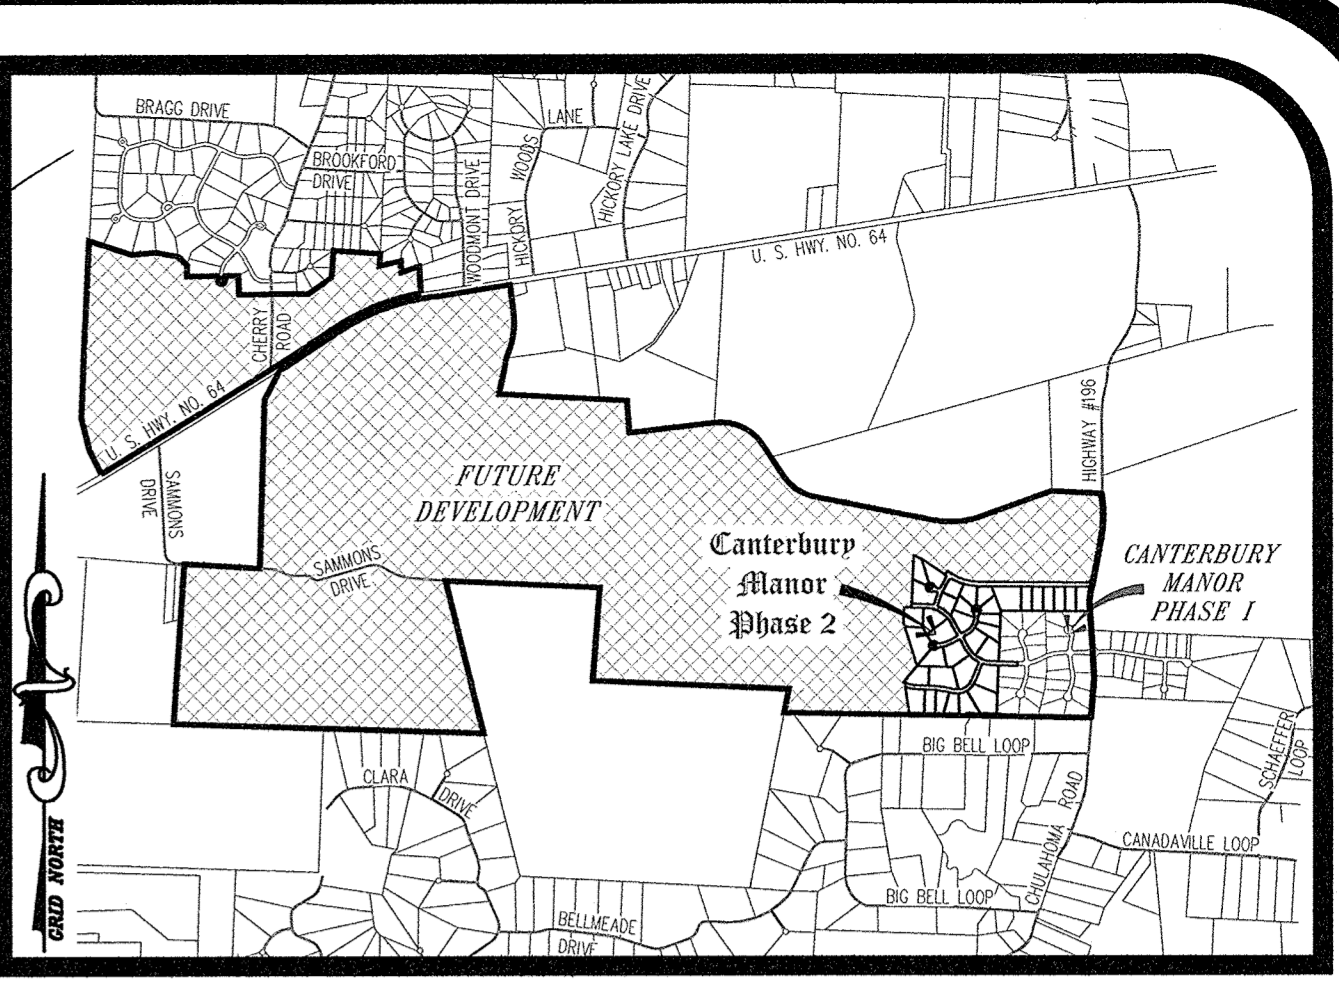 BRAGG DRIVE
BROOKFORD
DRIVE
WOODMONT DRIVE
HICKORY WOODS
LANE
HICKORY LAKE DRIVE
U. S. HWY. NO. 64
CHERRY
ROAD
U. S. HWY. NO. 64
SAMMONS
DRIVE
HIGHWAY #196
FUTURE
DEVELOPMENT
SAMMONS
DRIVE
Canterbury
Manor
Phase 2
CANTERBURY
MANOR
PHASE I
BIG BELL LOOP
SCHAEFFER
LOOP
CLARA
DRIVE
CHULAHOMA ROAD
CANADAVILLE LOOP
BIG BELL LOOP
BELLMEADE
DRIVE
GRID NORTH